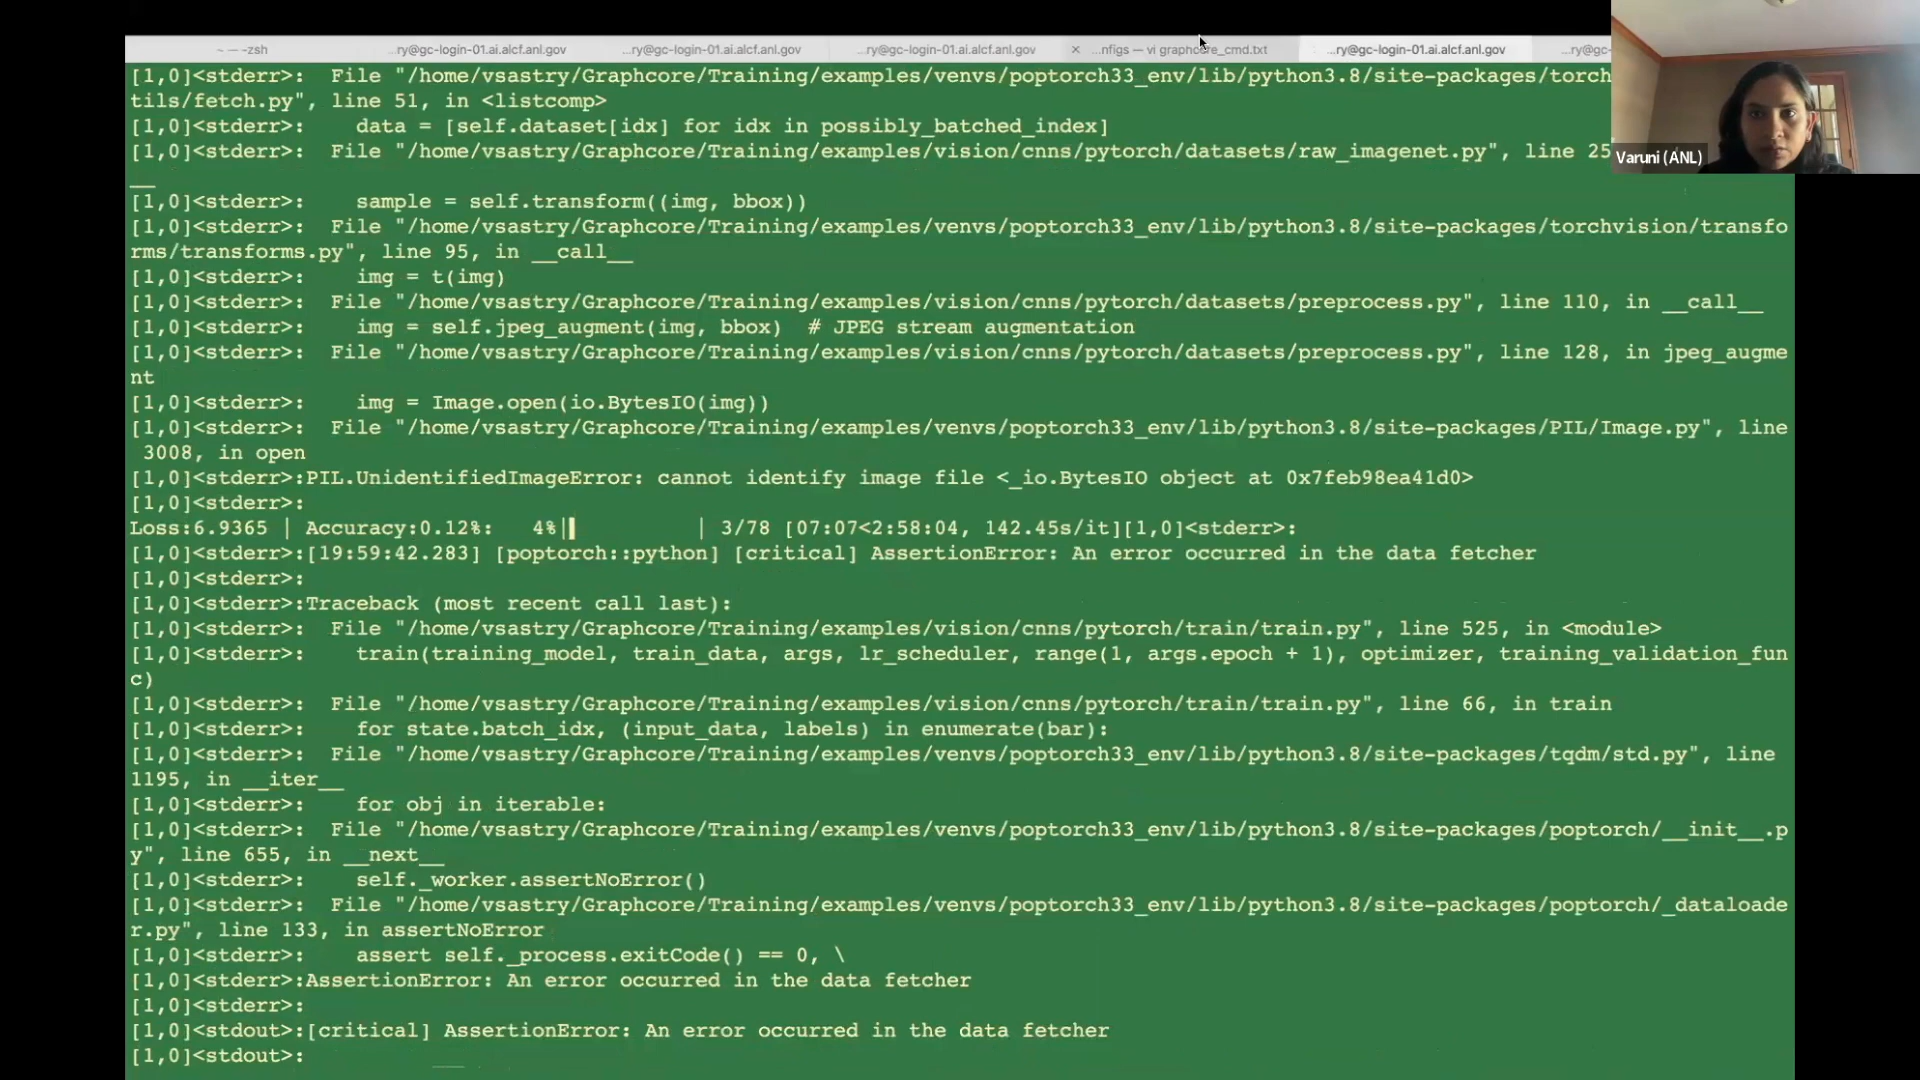 ~ — -zsh
...ry@gc-login-01.ai.alcf.anl.gov
...ry@gc-login-01.ai.alcf.anl.gov
...ry@gc-login-01.ai.alcf.anl.gov
× ...nfigs — vi graphcore_cmd.txt
...ry@gc-login-01.ai.alcf.anl.gov
...ry@gc-
[1,0]<stderr>:  File "/home/vsastry/Graphcore/Training/examples/venvs/poptorch33_env/lib/python3.8/site-packages/torch
tils/fetch.py", line 51, in <listcomp>
[1,0]<stderr>:    data = [self.dataset[idx] for idx in possibly_batched_index]
[1,0]<stderr>:  File "/home/vsastry/Graphcore/Training/examples/vision/cnns/pytorch/datasets/raw_imagenet.py", line 25
__
[1,0]<stderr>:    sample = self.transform((img, bbox))
[1,0]<stderr>:  File "/home/vsastry/Graphcore/Training/examples/venvs/poptorch33_env/lib/python3.8/site-packages/torchvision/transfo
rms/transforms.py", line 95, in __call__
[1,0]<stderr>:    img = t(img)
[1,0]<stderr>:  File "/home/vsastry/Graphcore/Training/examples/vision/cnns/pytorch/datasets/preprocess.py", line 110, in __call__
[1,0]<stderr>:    img = self.jpeg_augment(img, bbox)  # JPEG stream augmentation
[1,0]<stderr>:  File "/home/vsastry/Graphcore/Training/examples/vision/cnns/pytorch/datasets/preprocess.py", line 128, in jpeg_augme
nt
[1,0]<stderr>:    img = Image.open(io.BytesIO(img))
[1,0]<stderr>:  File "/home/vsastry/Graphcore/Training/examples/venvs/poptorch33_env/lib/python3.8/site-packages/PIL/Image.py", line
 3008, in open
[1,0]<stderr>:PIL.UnidentifiedImageError: cannot identify image file <_io.BytesIO object at 0x7feb98ea41d0>
[1,0]<stderr>:
Loss:6.9365 | Accuracy:0.12%:   4%|▌         | 3/78 [07:07<2:58:04, 142.45s/it][1,0]<stderr>:
[1,0]<stderr>:[19:59:42.283] [poptorch::python] [critical] AssertionError: An error occurred in the data fetcher
[1,0]<stderr>:
[1,0]<stderr>:Traceback (most recent call last):
[1,0]<stderr>:  File "/home/vsastry/Graphcore/Training/examples/vision/cnns/pytorch/train/train.py", line 525, in <module>
[1,0]<stderr>:    train(training_model, train_data, args, lr_scheduler, range(1, args.epoch + 1), optimizer, training_validation_fun
c)
[1,0]<stderr>:  File "/home/vsastry/Graphcore/Training/examples/vision/cnns/pytorch/train/train.py", line 66, in train
[1,0]<stderr>:    for state.batch_idx, (input_data, labels) in enumerate(bar):
[1,0]<stderr>:  File "/home/vsastry/Graphcore/Training/examples/venvs/poptorch33_env/lib/python3.8/site-packages/tqdm/std.py", line
1195, in __iter__
[1,0]<stderr>:    for obj in iterable:
[1,0]<stderr>:  File "/home/vsastry/Graphcore/Training/examples/venvs/poptorch33_env/lib/python3.8/site-packages/poptorch/__init__.p
y", line 655, in __next__
[1,0]<stderr>:    self._worker.assertNoError()
[1,0]<stderr>:  File "/home/vsastry/Graphcore/Training/examples/venvs/poptorch33_env/lib/python3.8/site-packages/poptorch/_dataloade
r.py", line 133, in assertNoError
[1,0]<stderr>:    assert self._process.exitCode() == 0, \
[1,0]<stderr>:AssertionError: An error occurred in the data fetcher
[1,0]<stderr>:
[1,0]<stdout>:[critical] AssertionError: An error occurred in the data fetcher
[1,0]<stdout>:
Varuni (ANL)